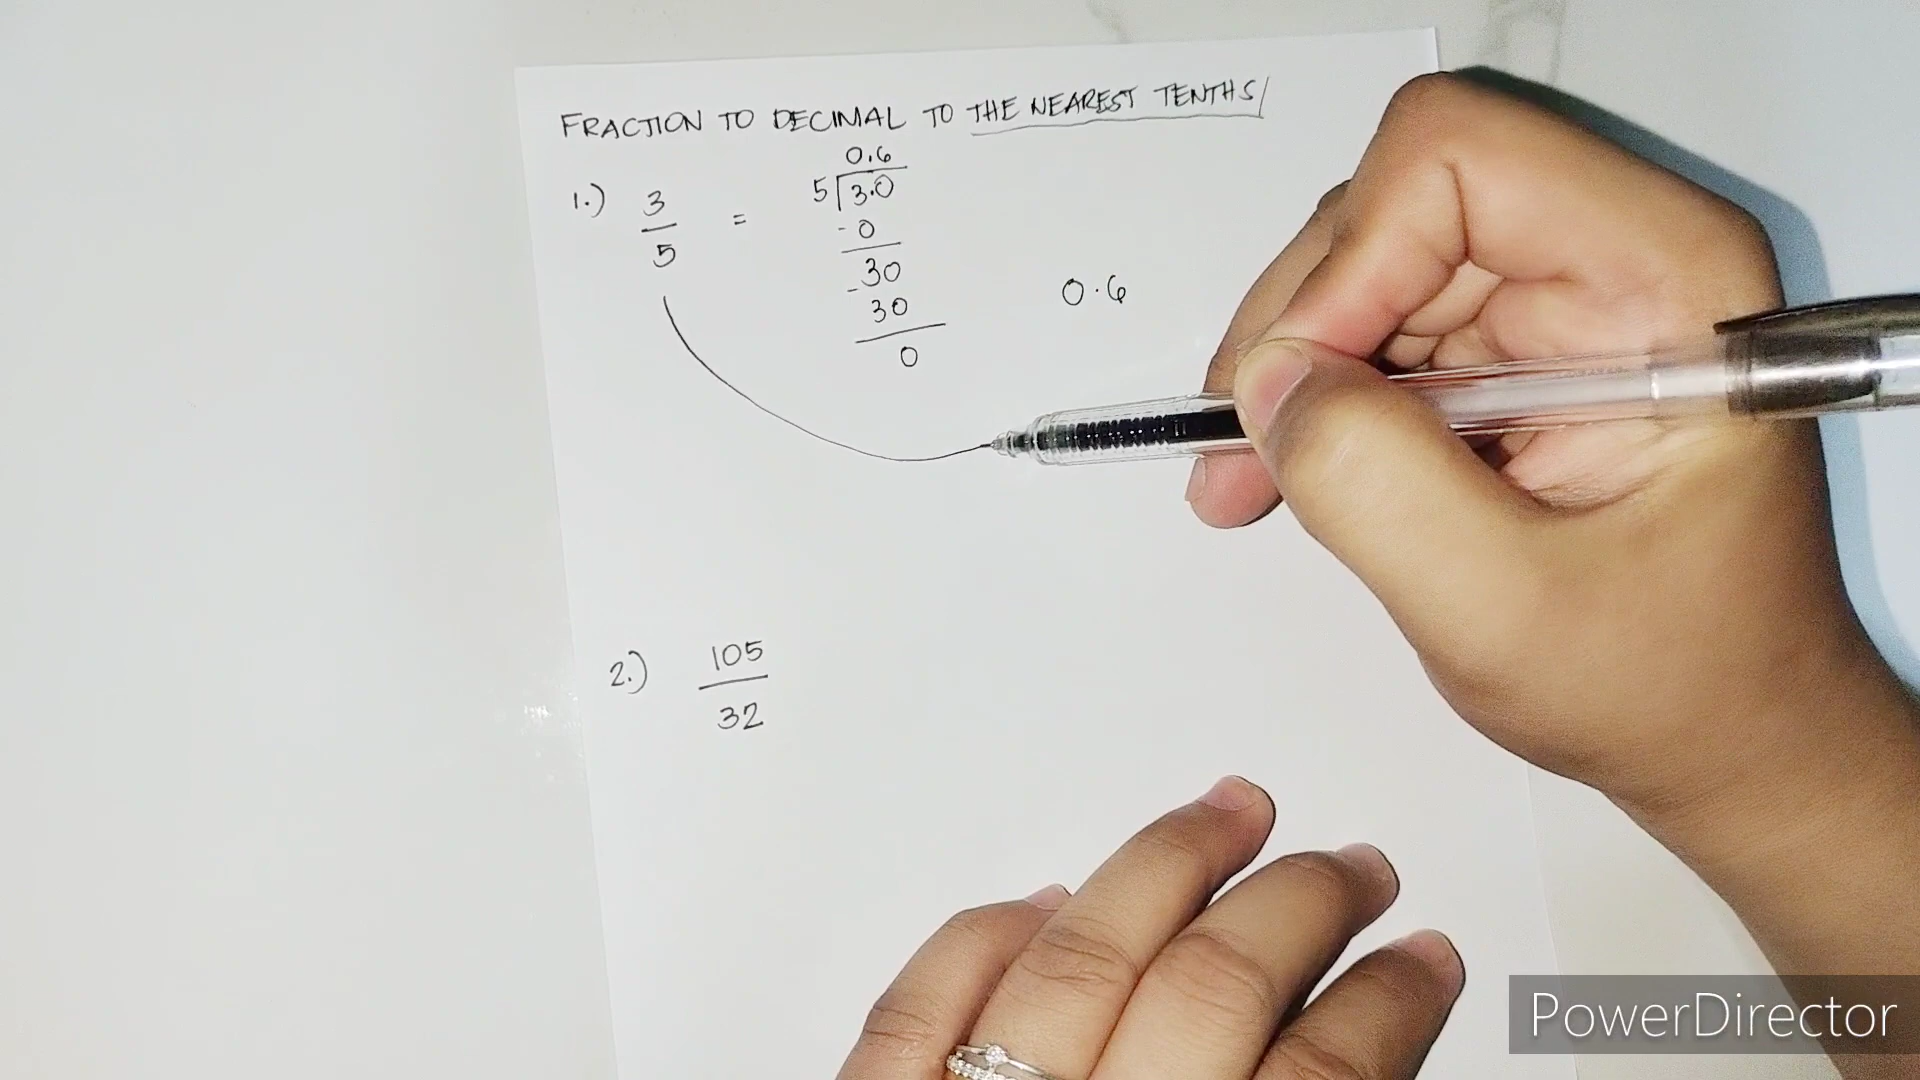 FRACTION TO DECIMAL TO THE NEAREST TENTHS/
0.6
1.) 3/5 = 5 3.0
- 0
30
- 30
0
0.6
2.) 105/32
PowerDirector